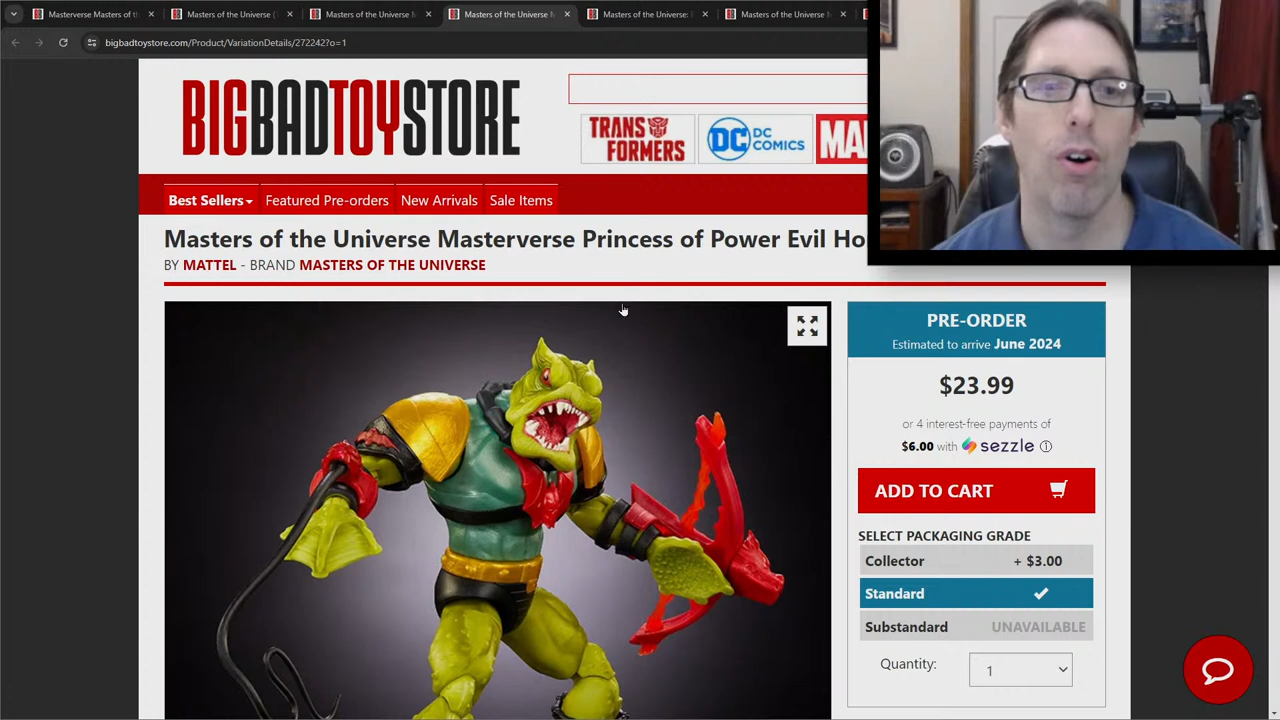 Masterverse Masters of t
Masters of the Universe (
Masters of the Universe M
Masters of the Universe M
Masters of the Universe:
Masters of the Universe M
bigbadtoystore.com/Product/VariationDetails/272242?o=1
BIGBADTOYSTORE
TRANSFORMERS
DC DC COMICS
MA
Best Sellers
Featured Pre-orders
New Arrivals
Sale Items
Masters of the Universe Masterverse Princess of Power Evil Ho
BY MATTEL - BRAND MASTERS OF THE UNIVERSE
PRE-ORDER
Estimated to arrive June 2024
$23.99
or 4 interest-free payments of
$6.00 with sezzle
ADD TO CART
SELECT PACKAGING GRADE
Collector + $3.00
Standard
Substandard UNAVAILABLE
Quantity: 1